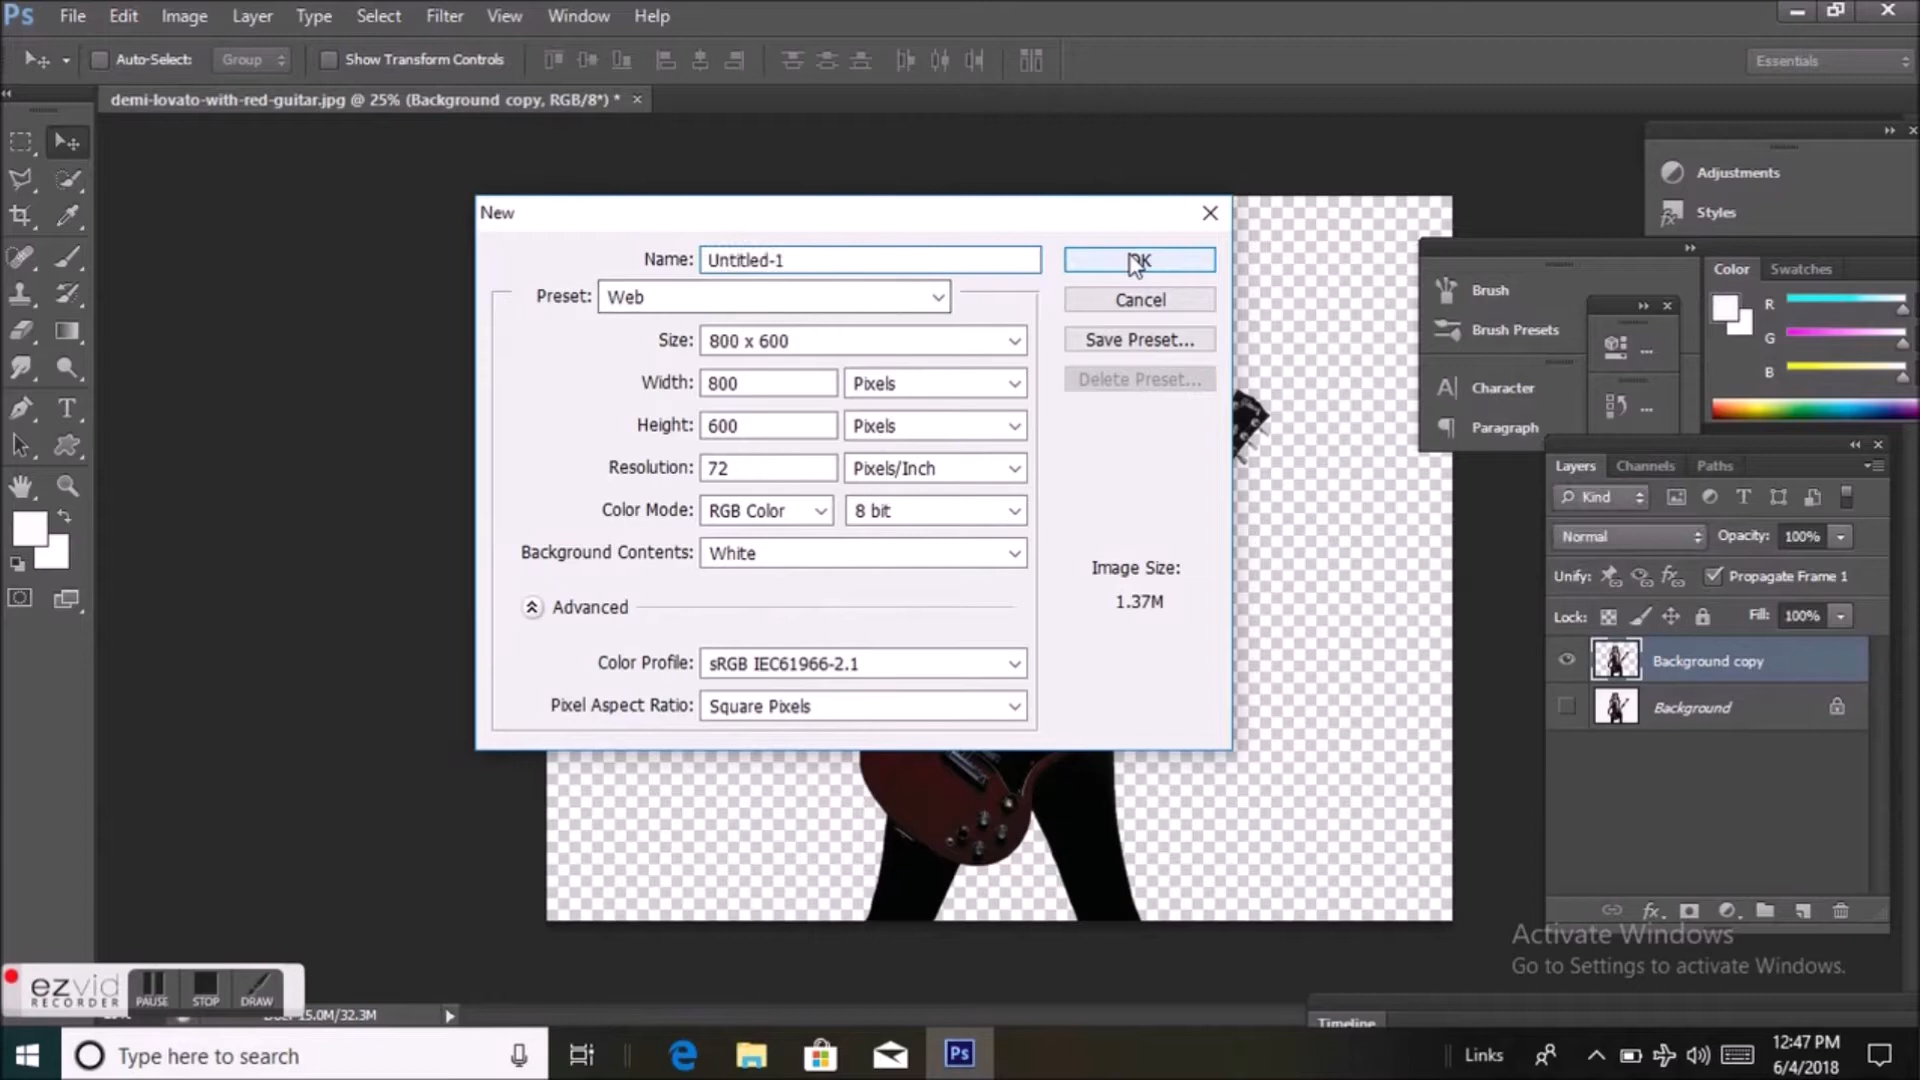 Ps File Edit Image Layer Type Select Filter View Window Help
Auto-Select: Group Show Transform Controls Essentials
demi-lovato-with-red-guitar.jpg @ 25% (Background copy, RGB/8*) * ×
Adjustments
Styles
New
Name: Untitled-1
OK
Preset: Web
Cancel
Size: 800 x 600
Save Preset...
Width: 800 Pixels
Delete Preset...
Height: 600 Pixels
Resolution: 72 Pixels/Inch
Color Mode: RGB Color 8 bit
Background Contents: White
Image Size:
1.37M
Advanced
Color Profile: sRGB IEC61966-2.1
Pixel Aspect Ratio: Square Pixels
Brush
Brush Presets
Character
Paragraph
Color Swatches
R
G
B
Layers Channels Paths
Kind
Normal Opacity: 100%
Unify: Propagate Frame 1
Lock: Fill: 100%
Background copy
Background
Activate Windows
Go to Settings to activate Windows.
ezvid
RECORDER
PAUSE STOP DRAW
15.0M/32.3M
Timeline
Type here to search
Ps
Links
12:47 PM
6/4/2018